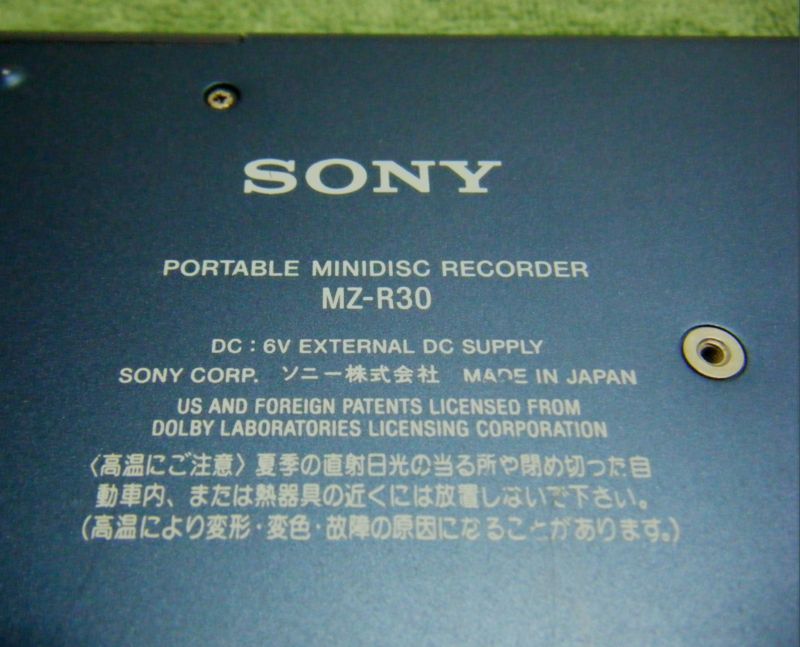 SONY
PORTABLE MINIDISC RECORDER
MZ-R30
DC : 6V EXTERNAL DC SUPPLY
SONY CORP. ソニー株式会社 MADE IN JAPAN
US AND FOREIGN PATENTS LICENSED FROM
DOLBY LABORATORIES LICENSING CORPORATION
〈高温にご注意〉夏季の直射日光の当る所や閉め切った自
動車内、または熱器具の近くには放置しないで下さい。
(高温により変形・変色・故障の原因になることがあります。)